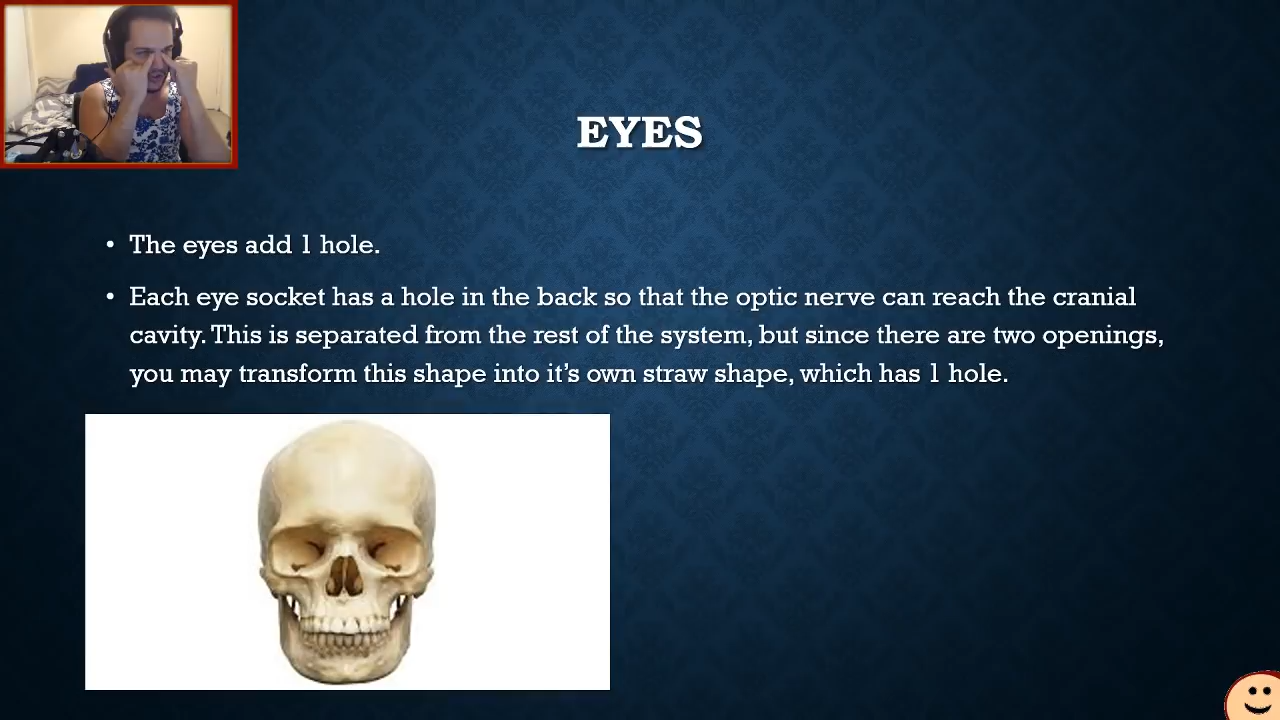 EYES
• The eyes add 1 hole.
• Each eye socket has a hole in the back so that the optic nerve can reach the cranial
cavity. This is separated from the rest of the system, but since there are two openings,
you may transform this shape into it's own straw shape, which has 1 hole.